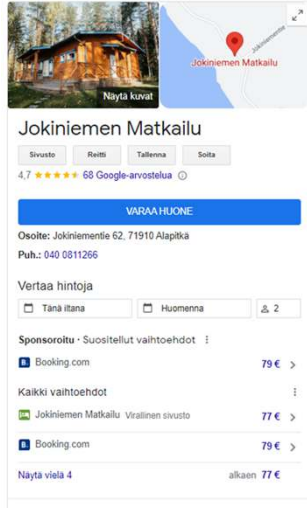 Näytä kuvat
Jokiniementie
Jokiniemen Matkailu
Jokiniemen Matkailu
Sivusto Reitti Tallenna Soita
4,7 68 Google-arvostelua
VARAA HUONE
Osoite: Jokiniementie 62, 71910 Alapitkä
Puh.: 040 0811266
Vertaa hintoja
Tänä iltana Huomenna 2
Sponsoroitu · Suositellut vaihtoehdot
B. Booking.com 79 €
Kaikki vaihtoehdot
Jokiniemen Matkailu Virallinen sivusto 77 €
B. Booking.com 79 €
Näytä vielä 4 alkaen 77 €